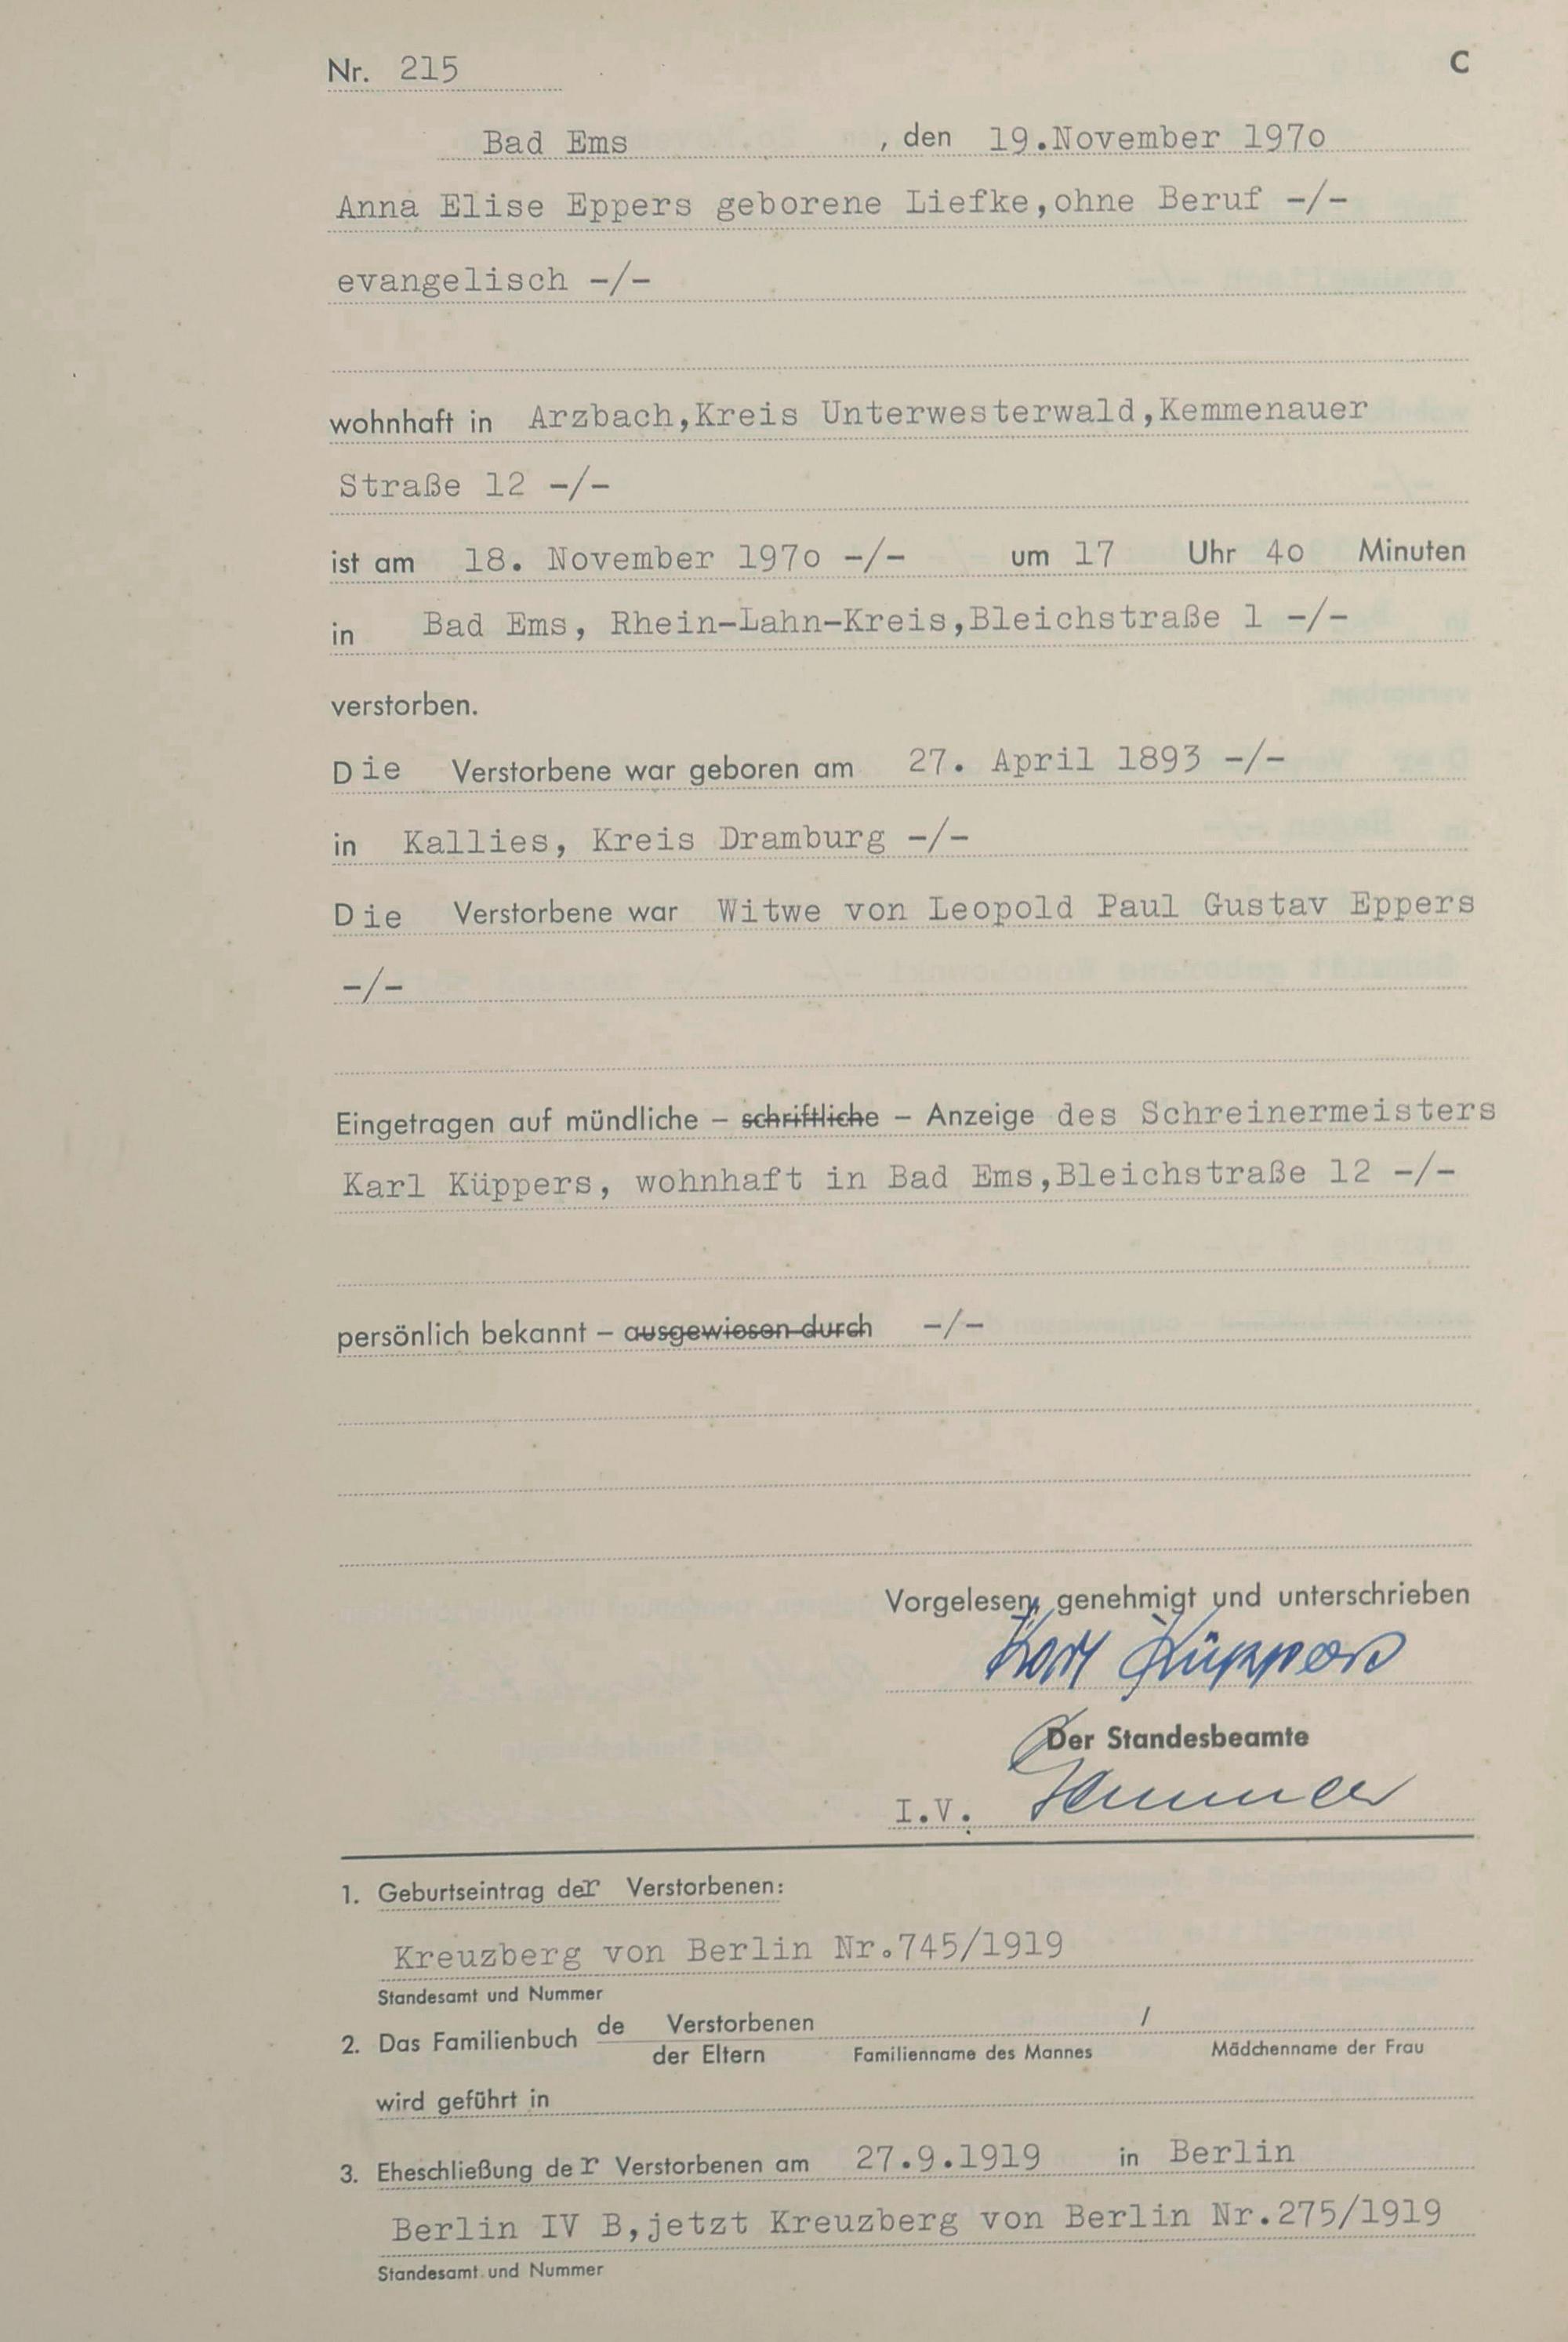 Nr. 215 C
Bad Ems , den 19.November 197o
Anna Elise Eppers geborene Liefke,ohne Beruf -/-
evangelisch -/-
wohnhaft in Arzbach,Kreis Unterwesterwald,Kemmenauer
Straße 12 -/-
ist am 18. November 197o -/- um 17 Uhr 4o Minuten
in Bad Ems, Rhein-Lahn-Kreis,Bleichstraße 1 -/-
verstorben.
Die Verstorbene war geboren am 27. April 1893 -/-
in Kallies, Kreis Dramburg -/-
Die Verstorbene war Witwe von Leopold Paul Gustav Eppers
-/-
Eingetragen auf mündliche – schriftliche – Anzeige des Schreinermeisters
Karl Küppers, wohnhaft in Bad Ems,Bleichstraße 12 -/-
persönlich bekannt – ausgewiesen durch -/-
Vorgelesen, genehmigt und unterschrieben
Karl Küppers
Der Standesbeamte
I.V.
1. Geburtseintrag der Verstorbenen:
Kreuzberg von Berlin Nr.745/1919
Standesamt und Nummer
2. Das Familienbuch de Verstorbenen /
der Eltern Familienname des Mannes Mädchenname der Frau
wird geführt in
3. Eheschließung der Verstorbenen am 27.9.1919 in Berlin
Berlin IV B,jetzt Kreuzberg von Berlin Nr.275/1919
Standesamt und Nummer